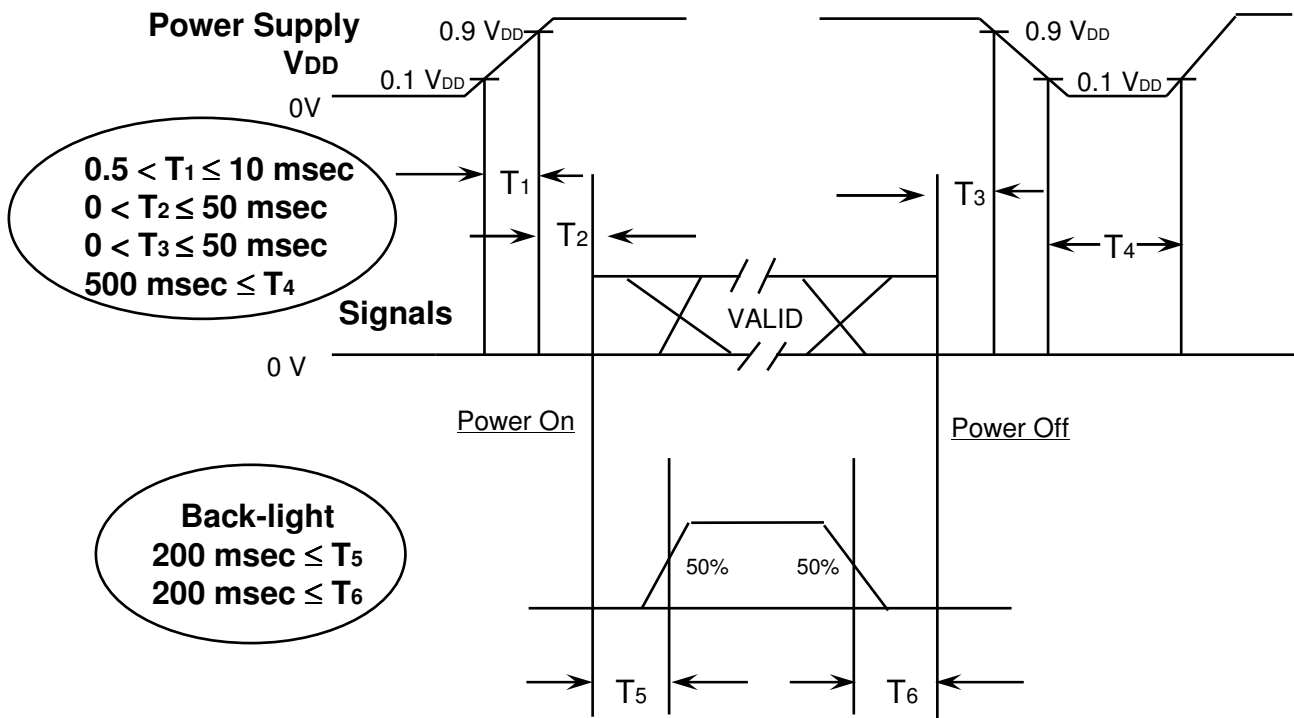 Power Supply
VDD
0.9 VDD
0.1 VDD
0V
0.9 VDD
0.1 VDD
0.5 < T1 ≤ 10 msec
0 < T2 ≤ 50 msec
0 < T3 ≤ 50 msec
500 msec ≤ T4
T1
T2
T3
T4
Signals
VALID
0 V
Power On
Power Off
Back-light
200 msec ≤ T5
200 msec ≤ T6
50%
50%
T5
T6